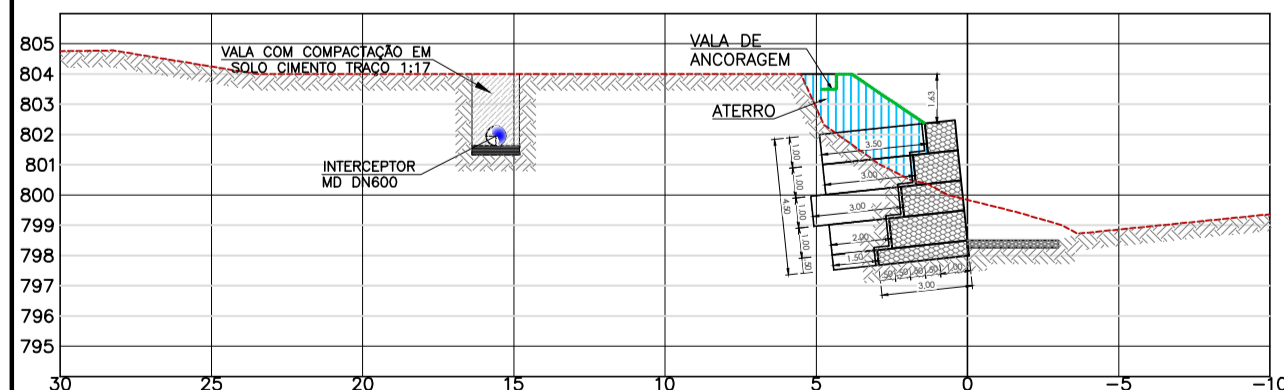 805
804
803
802
801
800
799
798
797
796
795
VALA COM COMPACTAÇÃO EM
SOLO CIMENTO TRAÇO 1:17
INTERCEPTOR
MD DN600
VALA DE
ANCORAGEM
ATERRO
1.63
3.50
3.00
3.00
2.00
1.50
1.00
1.00
1.00
1.00
.50
4.50
.50 .50 .50 .50 1.00
3.00
30 25 20 15 10 5 0 -5 -10